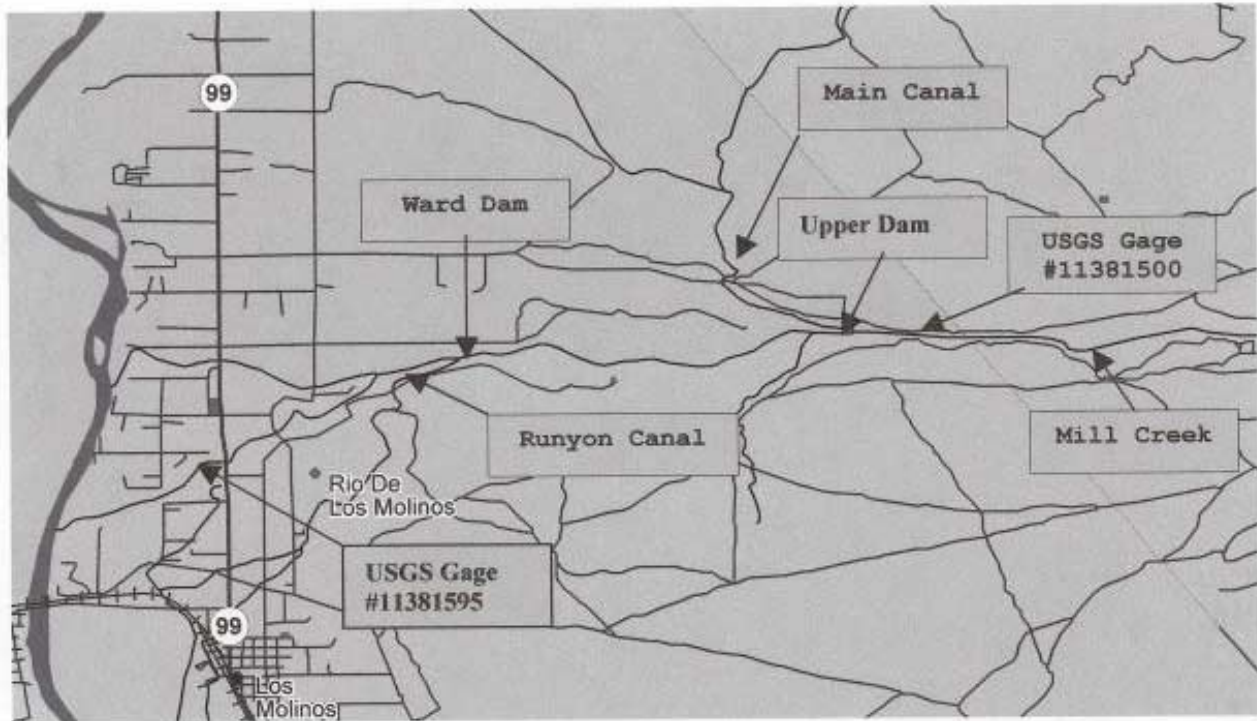 99
Main Canal
Ward Dam
Upper Dam
USGS Gage
#11381500
Runyon Canal
Mill Creek
Rio De
Los Molinos
USGS Gage
#11381595
99
Los
Molinos